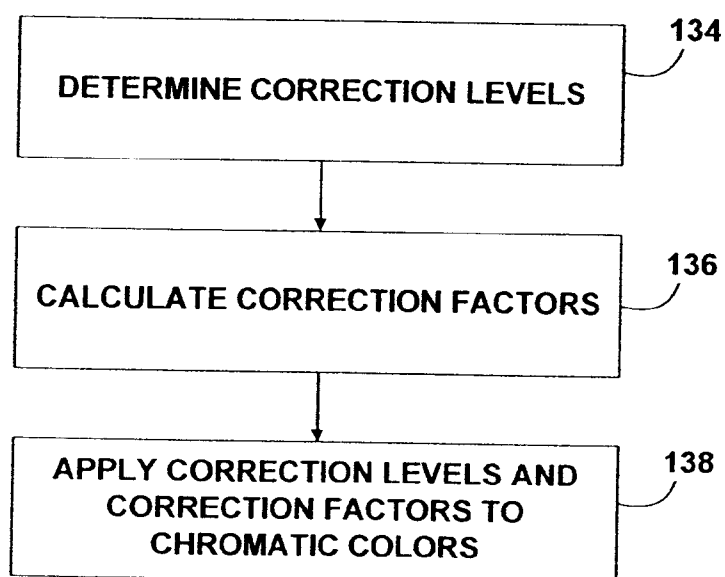 134
DETERMINE CORRECTION LEVELS
136
CALCULATE CORRECTION FACTORS
138
APPLY CORRECTION LEVELS AND
CORRECTION FACTORS TO
CHROMATIC COLORS